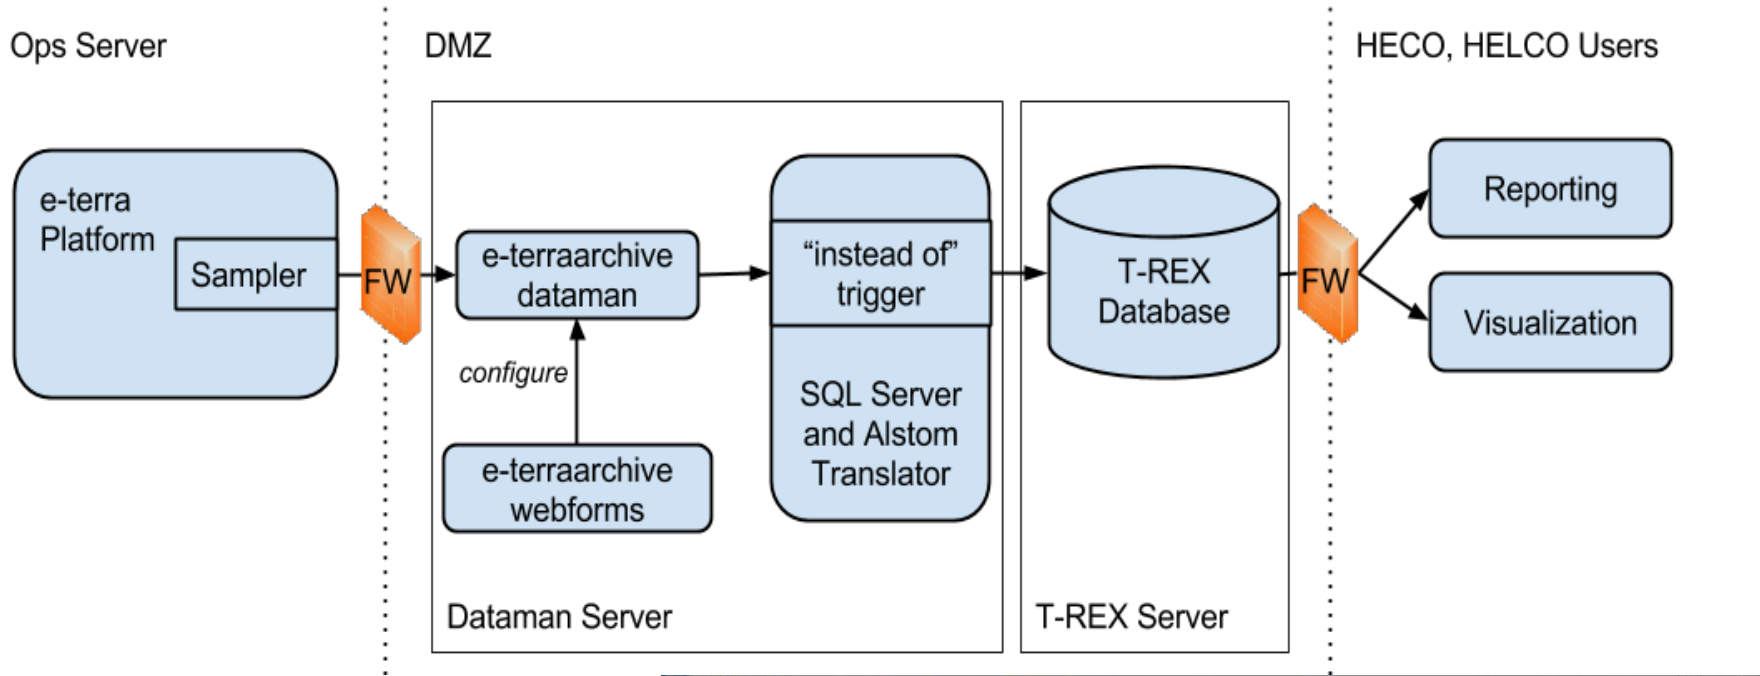 Ops Server
DMZ
HECO, HELCO Users
e-terra
Platform
Sampler
FW
e-terraarchive
dataman
configure
e-terraarchive
webforms
“instead of”
trigger
SQL Server
and Alstom
Translator
Dataman Server
T-REX
Database
T-REX Server
FW
Reporting
Visualization